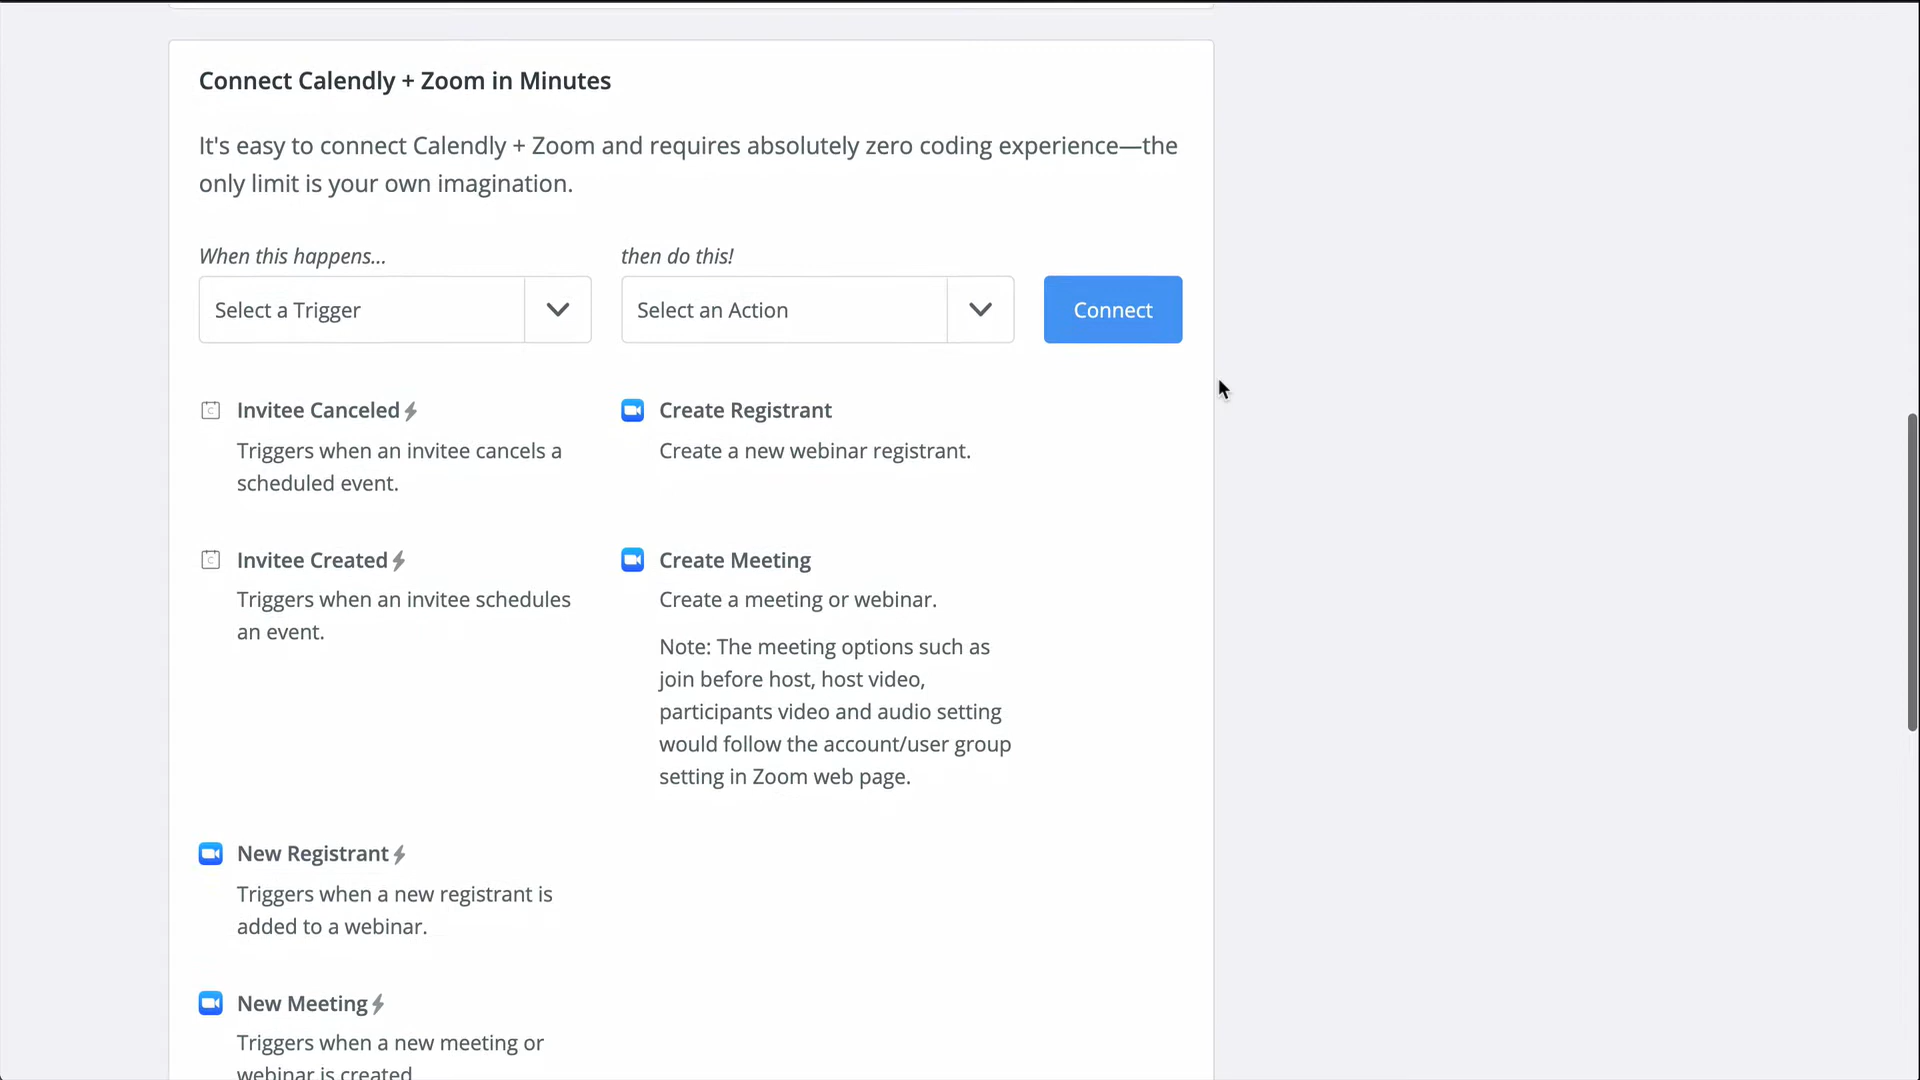 Connect Calendly + Zoom in Minutes
It's easy to connect Calendly + Zoom and requires absolutely zero coding experience—the
only limit is your own imagination.
When this happens...
then do this!
Select a Trigger
Select an Action
Connect
Invitee Canceled
Triggers when an invitee cancels a
scheduled event.
Create Registrant
Create a new webinar registrant.
Invitee Created
Triggers when an invitee schedules
an event.
Create Meeting
Create a meeting or webinar.
Note: The meeting options such as
join before host, host video,
participants video and audio setting
would follow the account/user group
setting in Zoom web page.
New Registrant
Triggers when a new registrant is
added to a webinar.
New Meeting
Triggers when a new meeting or
webinar is created